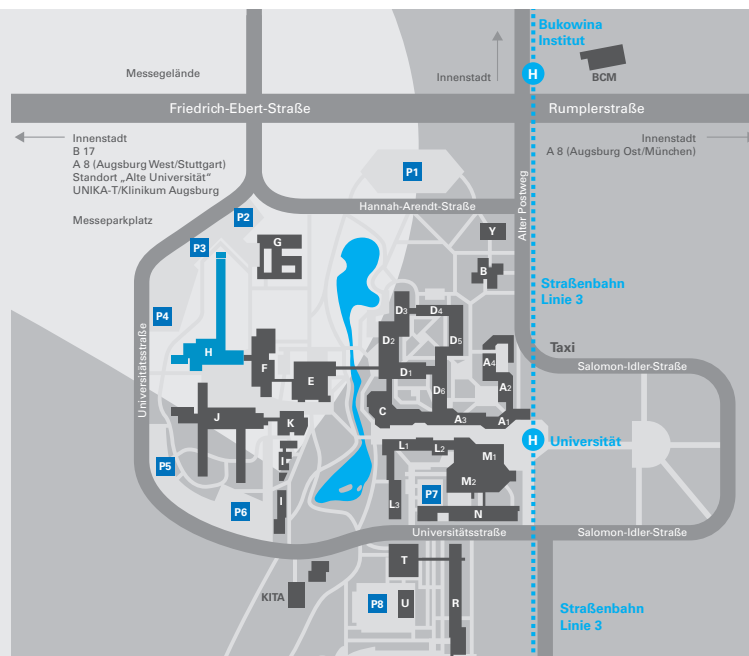 Bukowina
Institut
Messegelände
Innenstadt
H
BCM
Friedrich-Ebert-Straße
Rumplerstraße
Innenstadt
B 17
A 8 (Augsburg West/Stuttgart)
Standort „Alte Universität“
UNIKA-T/Klinikum Augsburg
Messeparkplatz
Innenstadt
A 8 (Augsburg Ost/München)
P1
Hannah-Arendt-Straße
Alter Postweg
P2
P3
G
Y
B
Straßenbahn
Linie 3
P4
D3
D4
D2
D5
H
F
E
D1
D6
A4
A2
Taxi
Salomon-Idler-Straße
Universitätsstraße
J
K
C
A3
A1
H
Universität
L1
L2
M1
I
P5
M2
P7
I
L3
N
P6
Universitätsstraße
Salomon-Idler-Straße
T
KITA
P8
U
R
Straßenbahn
Linie 3